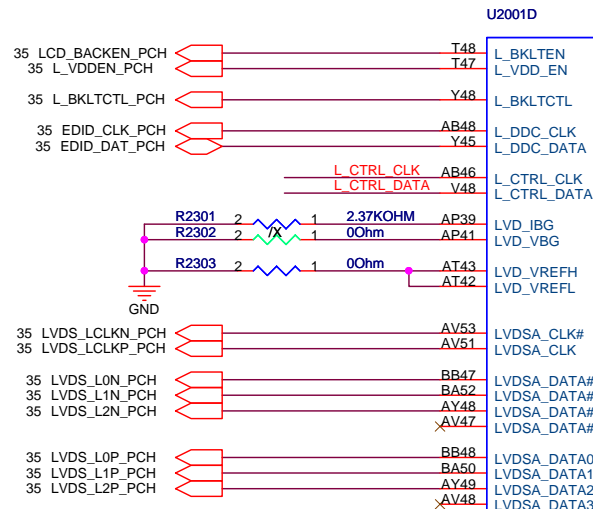 U2001D
35 LCD_BACKEN_PCH T48 L_BKLTEN
35 L_VDDEN_PCH T47 L_VDD_EN
35 L_BKLTCTL_PCH Y48 L_BKLTCTL
35 EDID_CLK_PCH AB48 L_DDC_CLK
35 EDID_DAT_PCH Y45 L_DDC_DATA
L_CTRL_CLK AB46 L_CTRL_CLK
L_CTRL_DATA V48 L_CTRL_DATA
R2301 2 1 2.37KOHM AP39 LVD_IBG
R2302 2 /X 1 0Ohm AP41 LVD_VBG
R2303 2 1 0Ohm AT43 LVD_VREFH
AT42 LVD_VREFL
GND
35 LVDS_LCLKN_PCH AV53 LVDSA_CLK#
35 LVDS_LCLKP_PCH AV51 LVDSA_CLK
35 LVDS_L0N_PCH BB47 LVDSA_DATA#
35 LVDS_L1N_PCH BA52 LVDSA_DATA#
35 LVDS_L2N_PCH AY48 LVDSA_DATA#
AV47 LVDSA_DATA#
35 LVDS_L0P_PCH BB48 LVDSA_DATA0
35 LVDS_L1P_PCH BA50 LVDSA_DATA1
35 LVDS_L2P_PCH AY49 LVDSA_DATA2
AV48 LVDSA_DATA3